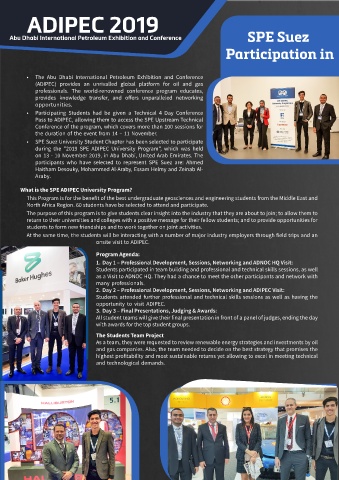 ADIPEC 2019
Abu Dhabi International Petroleum Exhibition and Conference
SPE Suez
Participation in
• The Abu Dhabi International Petroleum Exhibition and Conference
(ADIPEC) provides an unrivalled global platform for oil and gas
professionals. The world-renowned conference program educates,
provides knowledge transfer, and offers unparalleled networking
opportunities.
• Participating Students had be given a Technical 4 Day Conference
Pass to ADIPEC, allowing them to access the SPE Upstream Technical
Conference of the program, which covers more than 100 sessions for
the duration of the event from 14 – 11 November.
• SPE Suez University Student Chapter has been selected to participate
during the "2019 SPE ADIPEC University Program", which was held
on 13 - 10 November 2019, in Abu Dhabi, United Arab Emirates. The
participants who have selected to represent SPE Suez are: Ahmed
Haitham Desouky, Mohammed Al Araby, Essam Helmy and Zeinab Al-
Araby.
What is the SPE ADIPEC University Program?
This Program is for the benefit of the best undergraduate geosciences and engineering students from the Middle East and
North Africa Region. 60 students have be selected to attend and participate.
The purpose of this program is to give students clear insight into the industry that they are about to join; to allow them to
return to their universities and colleges with a positive message for their fellow students; and to provide opportunities for
students to form new friendships and to work together on joint activities.
At the same time, the students will be interacting with a number of major industry employers through field trips and an
onsite visit to ADIPEC.
Program Agenda:
1. Day 1 – Professional Development, Sessions, Networking and ADNOC HQ Visit:
Students participated in team building and professional and technical skills sessions, as well
as a Visit to ADNOC HQ. They had a chance to meet the other participants and network with
many professionals.
2. Day 2 – Professional Development, Sessions, Networking and ADIPEC Visit:
Students attended further professional and technical skills sessions as well as having the
opportunity to visit ADIPEC.
3. Day 3 - Final Presentations, Judging & Awards:
All student teams will give their final presentation in front of a panel of judges, ending the day
with awards for the top student groups.
The Students Team Project
As a team, they were requested to review renewable energy strategies and investments by oil
and gas companies. Also, the team needed to decide on the best strategy that promises the
highest profitability and most sustainable returns yet allowing to excel in meeting technical
and technological demands.
Baker Hughes
HALLIBURTON
5.1